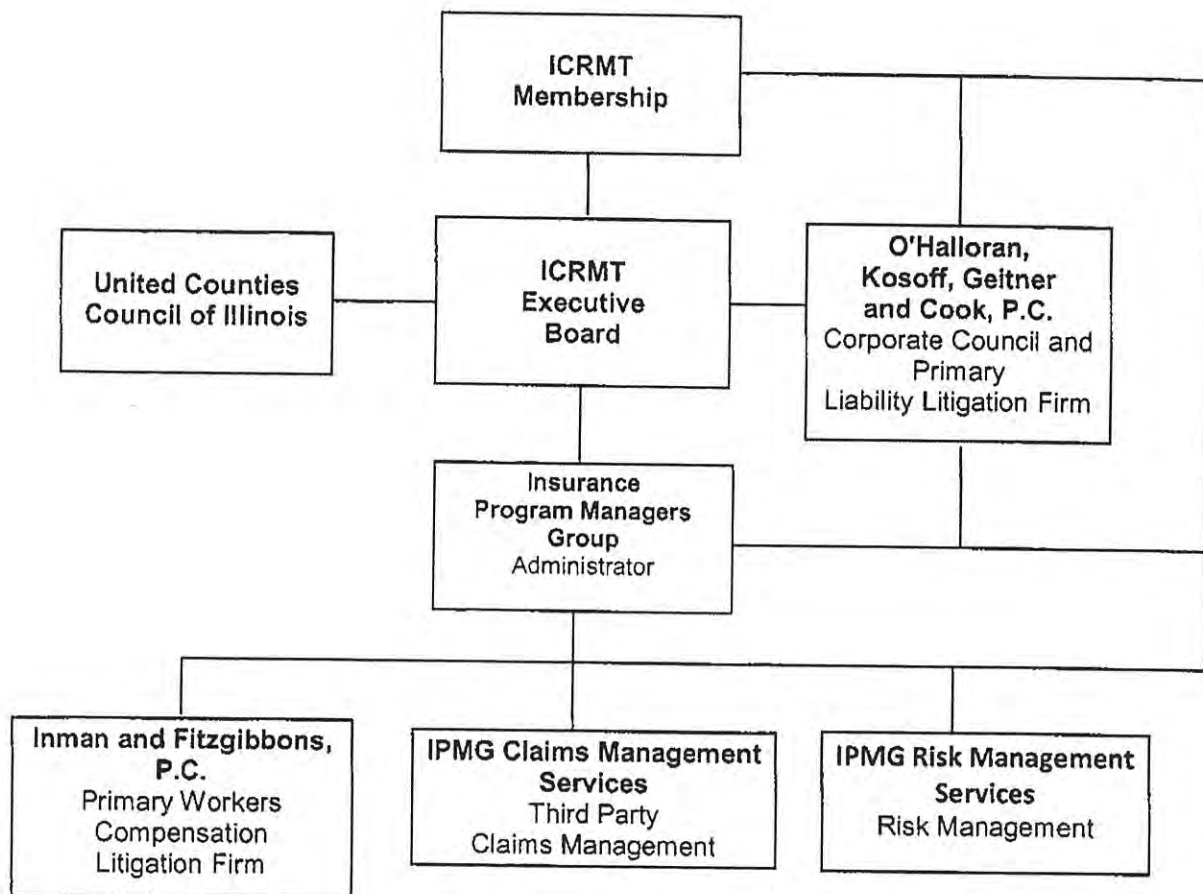 ICRMT
Membership
United Counties
Council of Illinois
ICRMT
Executive
Board
O'Halloran,
Kosoff, Geitner
and Cook, P.C.
Corporate Council and
Primary
Liability Litigation Firm
Insurance
Program Managers
Group
Administrator
Inman and Fitzgibbons,
P.C.
Primary Workers
Compensation
Litigation Firm
IPMG Claims Management
Services
Third Party
Claims Management
IPMG Risk Management
Services
Risk Management